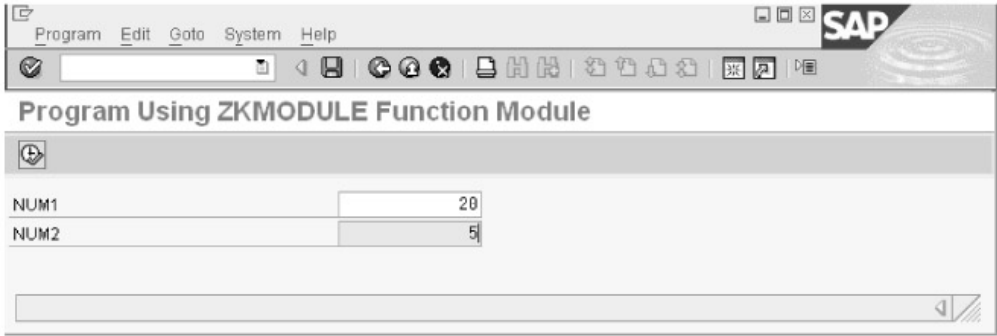 Program Edit Goto System Help
SAP
Program Using ZKMODULE Function Module
NUM1 20
NUM2 5